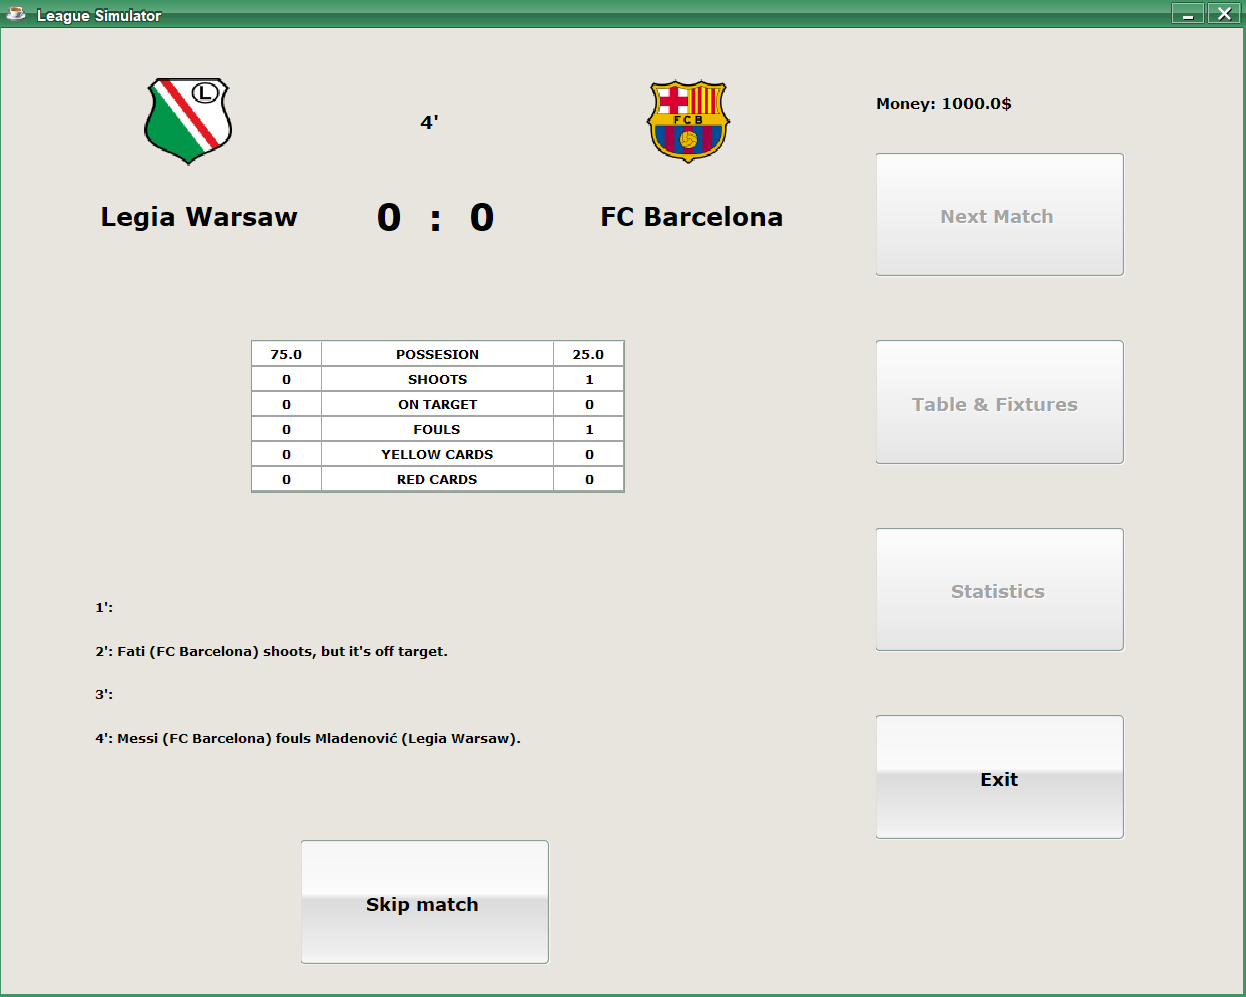 League Simulator
L
FCB
4'
Money: 1000.0$
Legia Warsaw 0 : 0 FC Barcelona
Next Match
75.0 POSSESION 25.0
0 SHOOTS 1
0 ON TARGET 0
0 FOULS 1
0 YELLOW CARDS 0
0 RED CARDS 0
Table & Fixtures
Statistics
1':
2': Fati (FC Barcelona) shoots, but it's off target.
3':
4': Messi (FC Barcelona) fouls Mladenović (Legia Warsaw).
Exit
Skip match